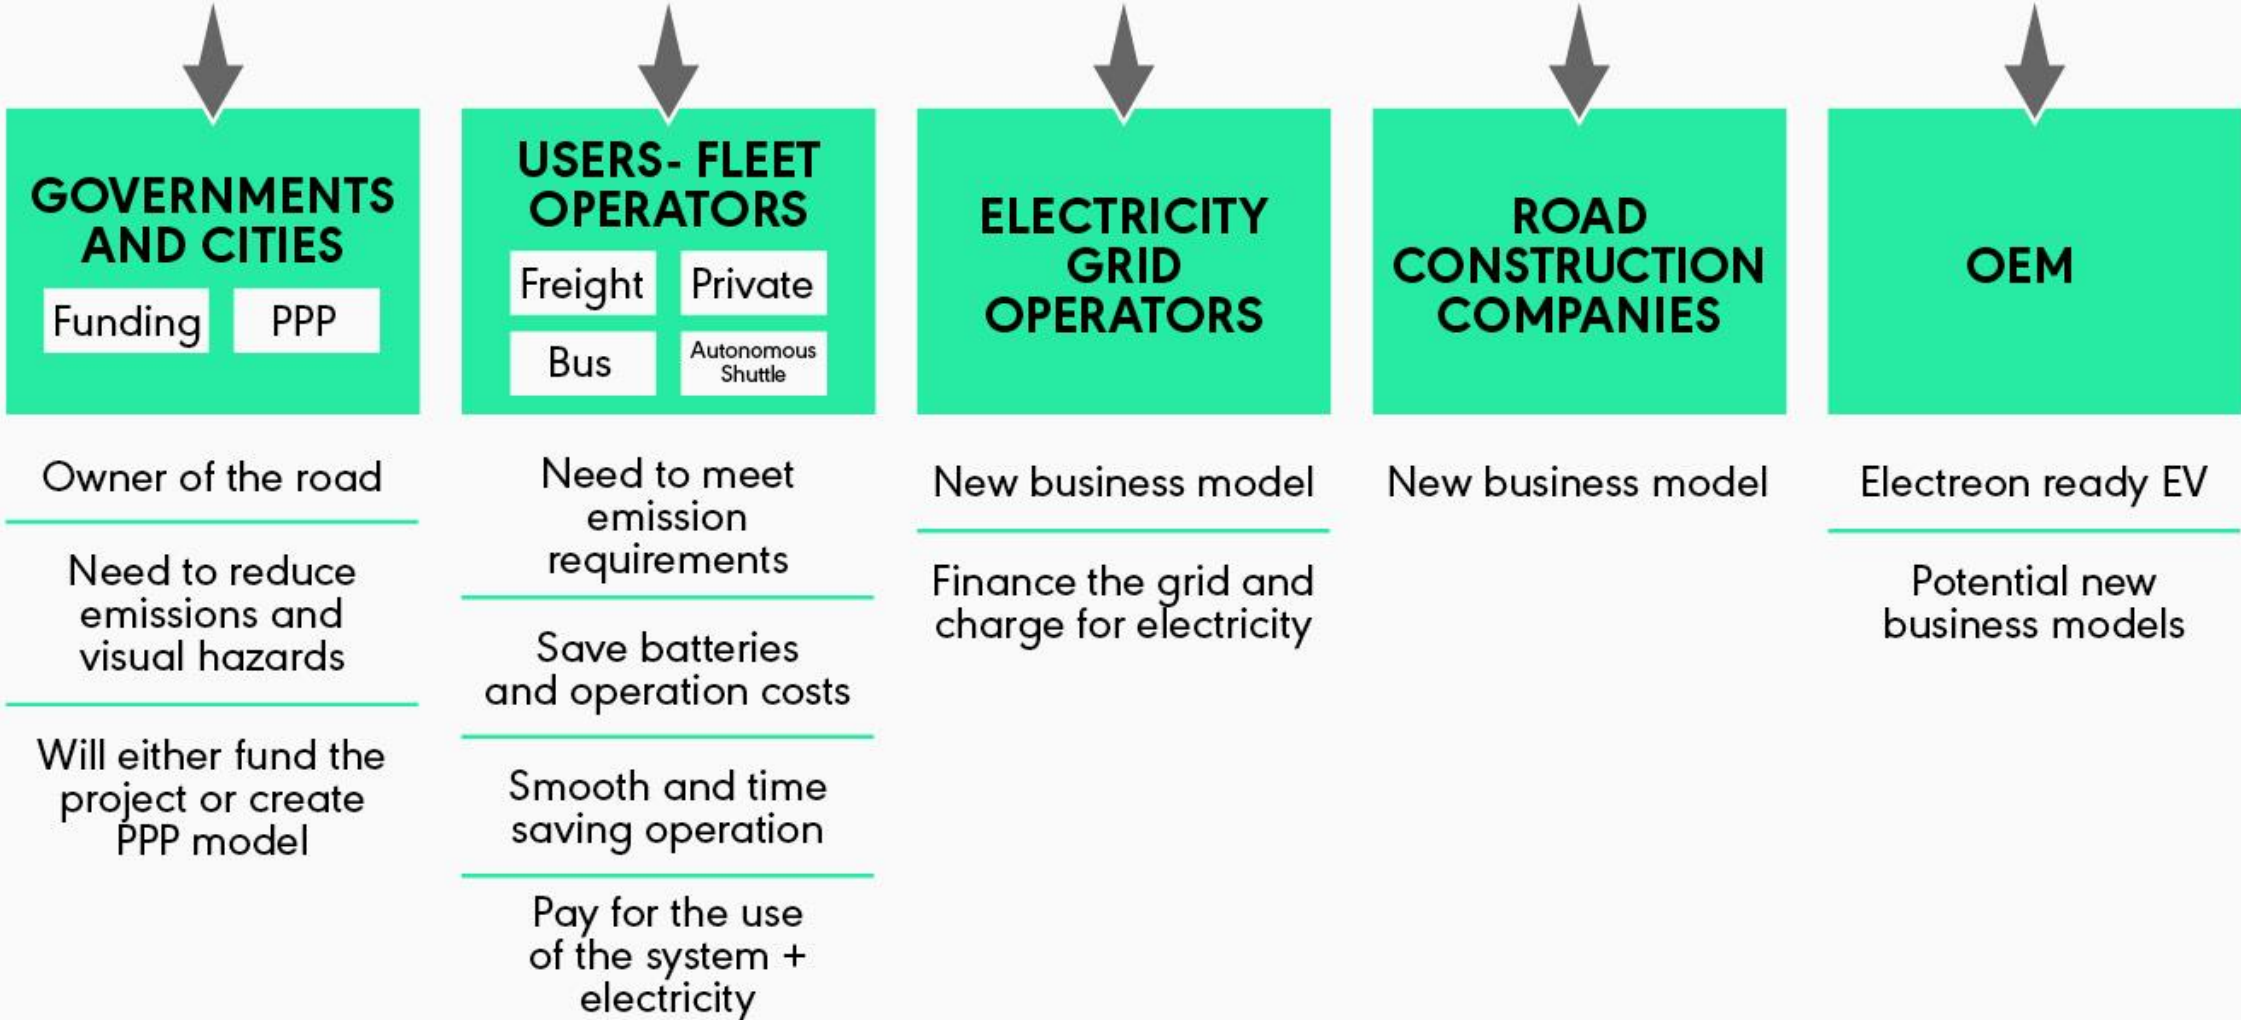 GOVERNMENTS
AND CITIES
Funding
PPP
Owner of the road
Need to reduce
emissions and
visual hazards
Will either fund the
project or create
PPP model
USERS- FLEET
OPERATORS
Freight
Private
Bus
Autonomous
Shuttle
Need to meet
emission
requirements
Save batteries
and operation costs
Smooth and time
saving operation
Pay for the use
of the system +
electricity
ELECTRICITY
GRID
OPERATORS
New business model
Finance the grid and
charge for electricity
ROAD
CONSTRUCTION
COMPANIES
New business model
OEM
Electreon ready EV
Potential new
business models